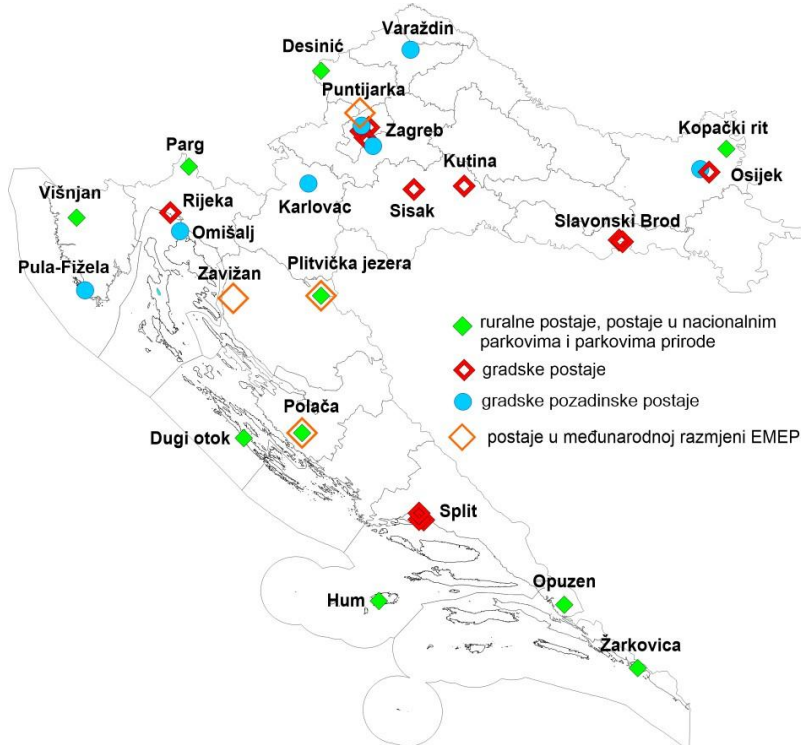 Varaždin
Desinić
Puntijarka
Zagreb
Kopački rit
Parg
Kutina
Osijek
Višnjan
Rijeka
Karlovac
Sisak
Slavonski Brod
Omišalj
Pula-Fižela
Zavižan
Plitvička jezera
ruralne postaje, postaje u nacionalnim
parkovima i parkovima prirode
gradske postaje
gradske pozadinske postaje
postaje u međunarodnoj razmjeni EMEP
Polača
Dugi otok
Split
Hum
Opuzen
Žarkovica